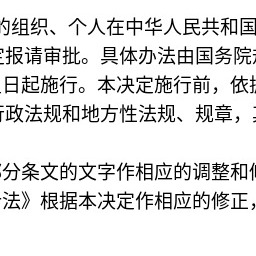 的组织、个人在中华人民共和国
定报请审批。具体办法由国务院
日起施行。本决定施行前，依
行政法规和地方性法规、规章，
部分条文的文字作相应的调整和
法》根据本决定作相应的修正，